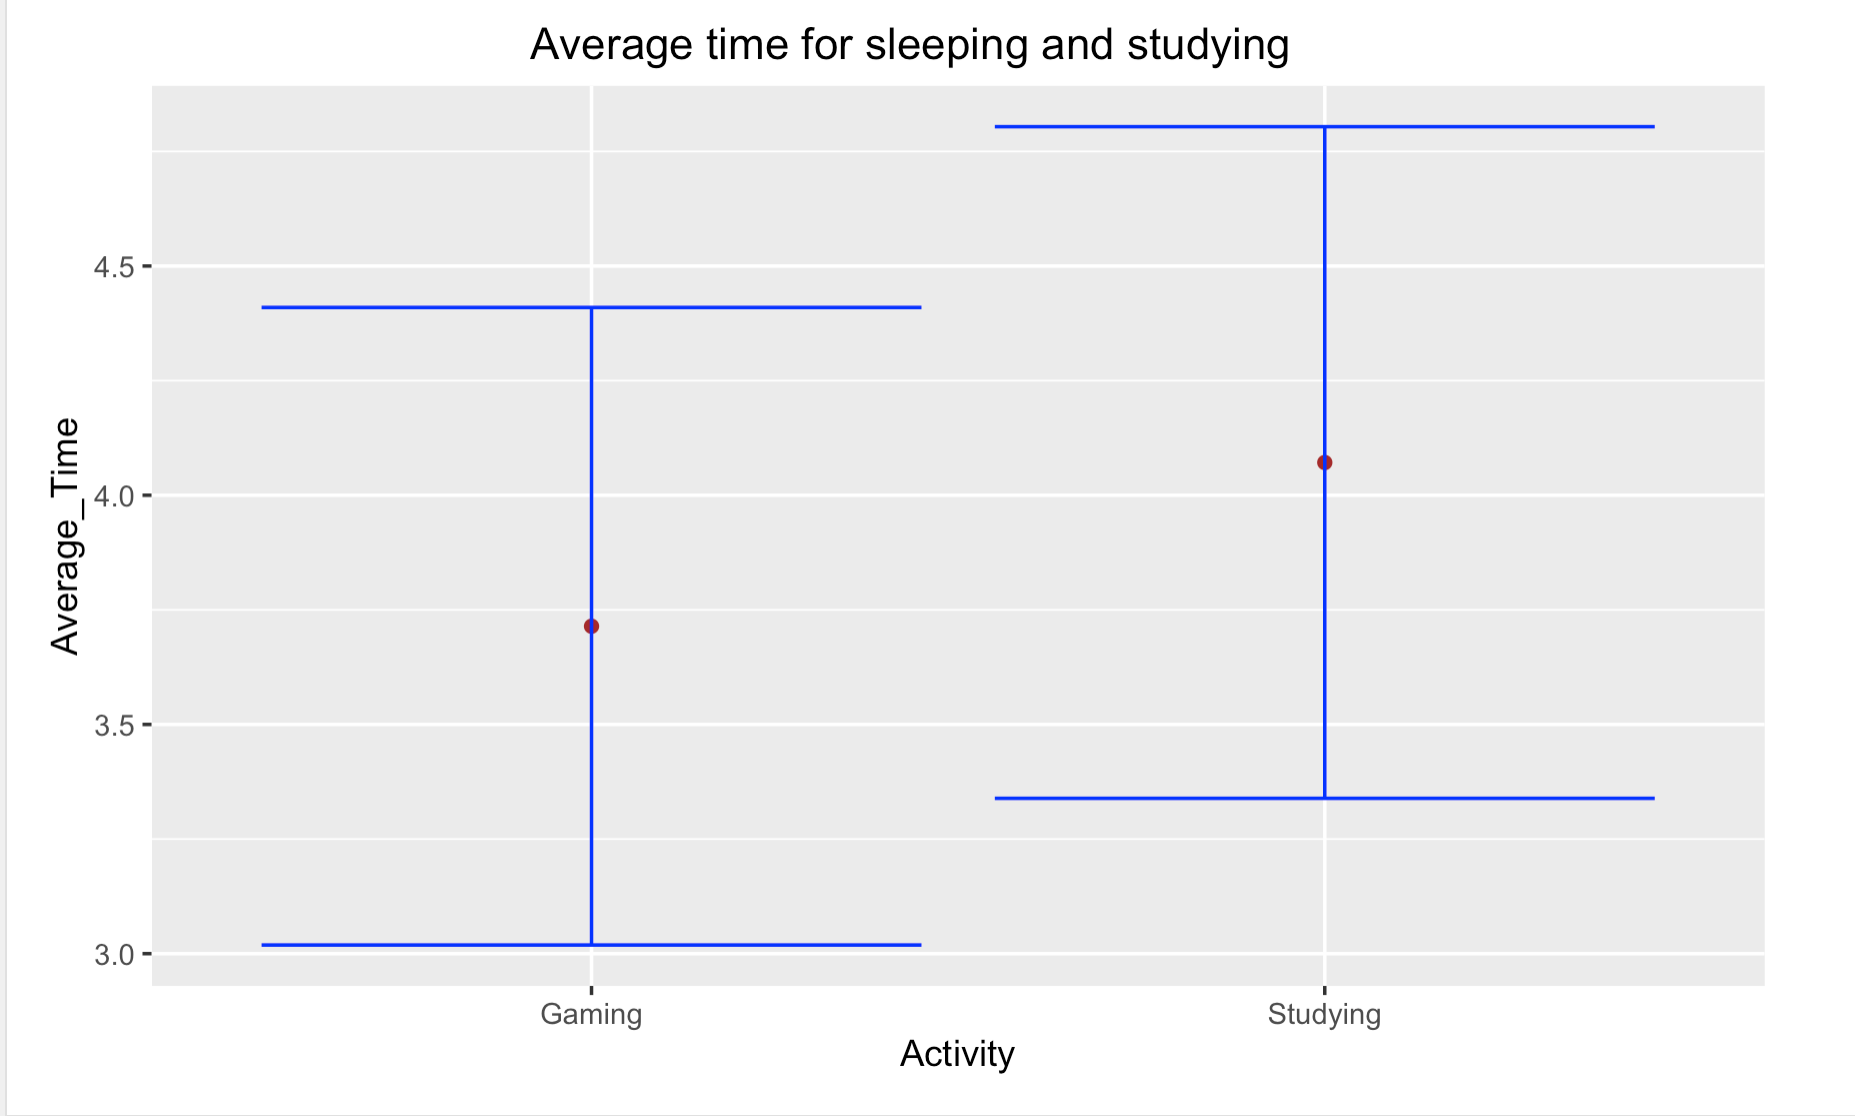 Average time for sleeping and studying
Average_Time
4.5
4.0
3.5
3.0
Gaming
Studying
Activity